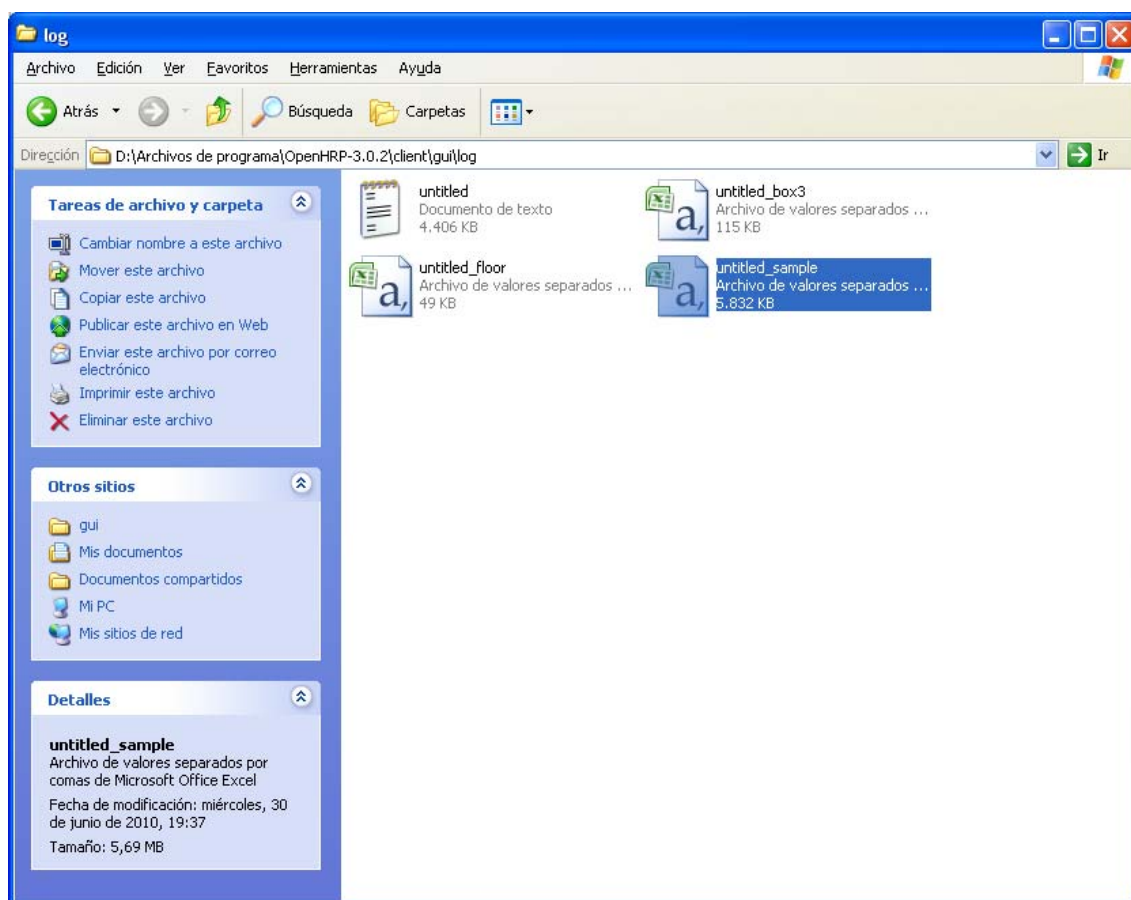 log
Archivo Edición Ver Favoritos Herramientas Ayuda
Atrás Búsqueda Carpetas
Dirección D:\Archivos de programa\OpenHRP-3.0.2\client\gui\log Ir
Tareas de archivo y carpeta
Cambiar nombre a este archivo
Mover este archivo
Copiar este archivo
Publicar este archivo en Web
Enviar este archivo por correo
electrónico
Imprimir este archivo
Eliminar este archivo
Otros sitios
gui
Mis documentos
Documentos compartidos
Mi PC
Mis sitios de red
Detalles
untitled_sample
Archivo de valores separados por
comas de Microsoft Office Excel
Fecha de modificación: miércoles, 30
de junio de 2010, 19:37
Tamaño: 5,69 MB
untitled
Documento de texto
4.406 KB
untitled_box3
Archivo de valores separados ...
115 KB
untitled_floor
Archivo de valores separados ...
49 KB
untitled_sample
Archivo de valores separados ...
5.832 KB